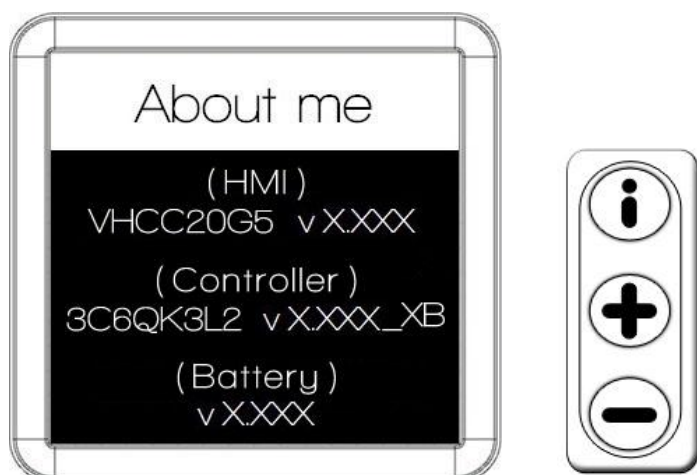 About me
(HMI)
VHCC20G5 v X.XXX
(Controller)
3C6QK3L2 v X.XXX_XB
(Battery)
v X.XXX
i
+
-